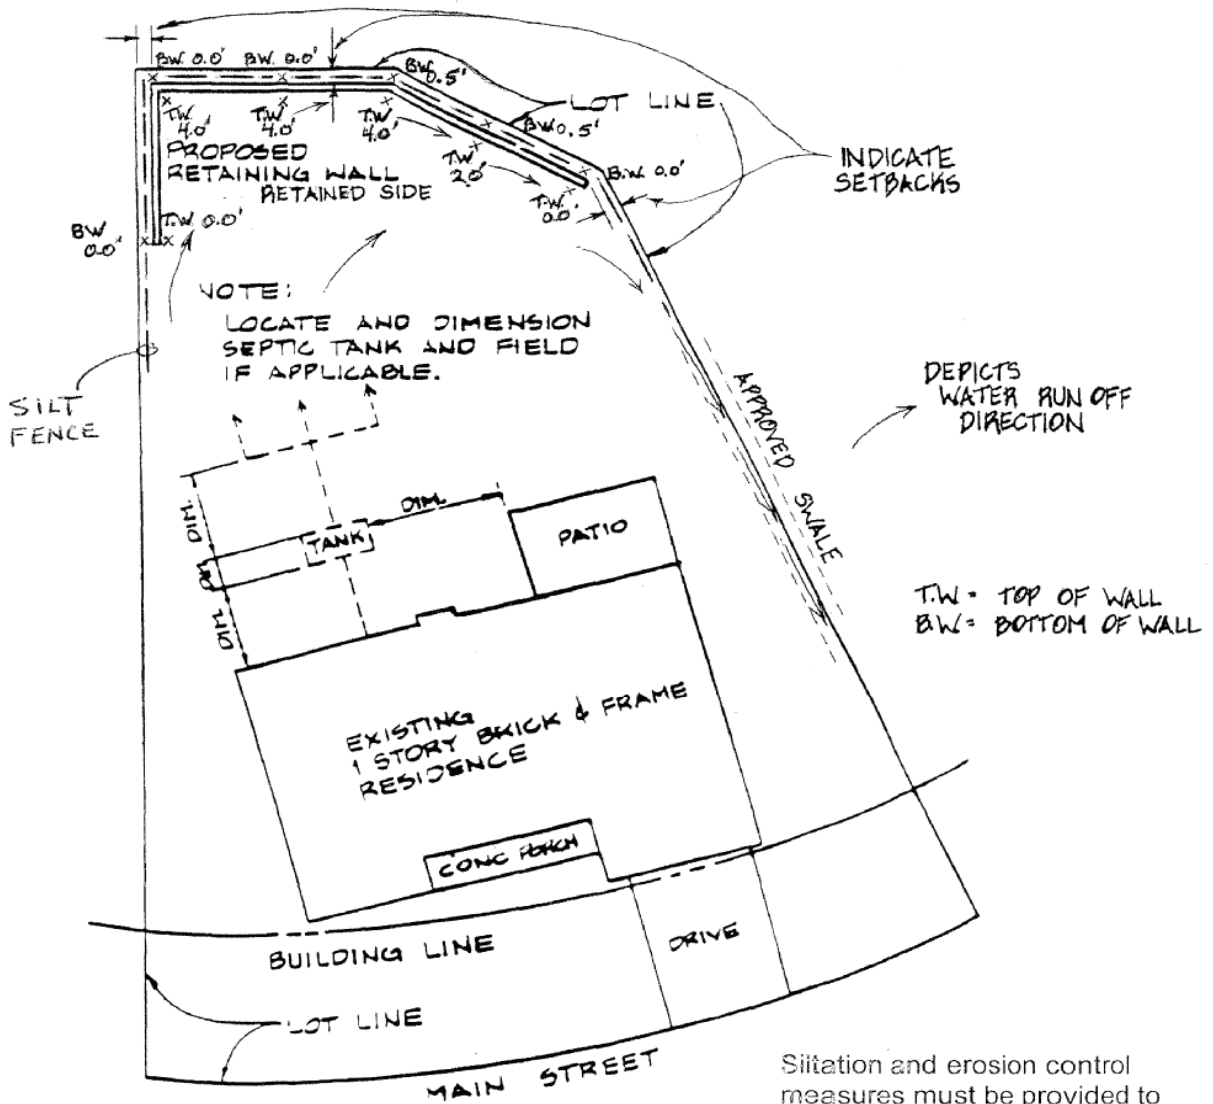 B.W. 0.0'
B.W. 0.0'
B.W.
0.5'
LOT LINE
B.W. 0.5'
T.W.
4.0'
T.W.
4.0'
T.W.
4.0'
INDICATE
SETBACKS
PROPOSED
RETAINING WALL
RETAINED SIDE
T.W.
2.0'
B.W. 0.0'
T.W.
0.0'
T.W. 0.0'
B.W.
0.0'
NOTE:
LOCATE AND DIMENSION
SEPTIC TANK AND FIELD
IF APPLICABLE.
SILT
FENCE
DEPICTS
WATER RUN OFF
DIRECTION
APPROVED SWALE
DIM.
DIM.
TANK
PATIO
DIM.
DIM.
T.W. = TOP OF WALL
B.W. = BOTTOM OF WALL
EXISTING
1 STORY BRICK & FRAME
RESIDENCE
CONC PORCH
DRIVE
BUILDING LINE
LOT LINE
MAIN STREET
Siltation and erosion control
measures must be provided to